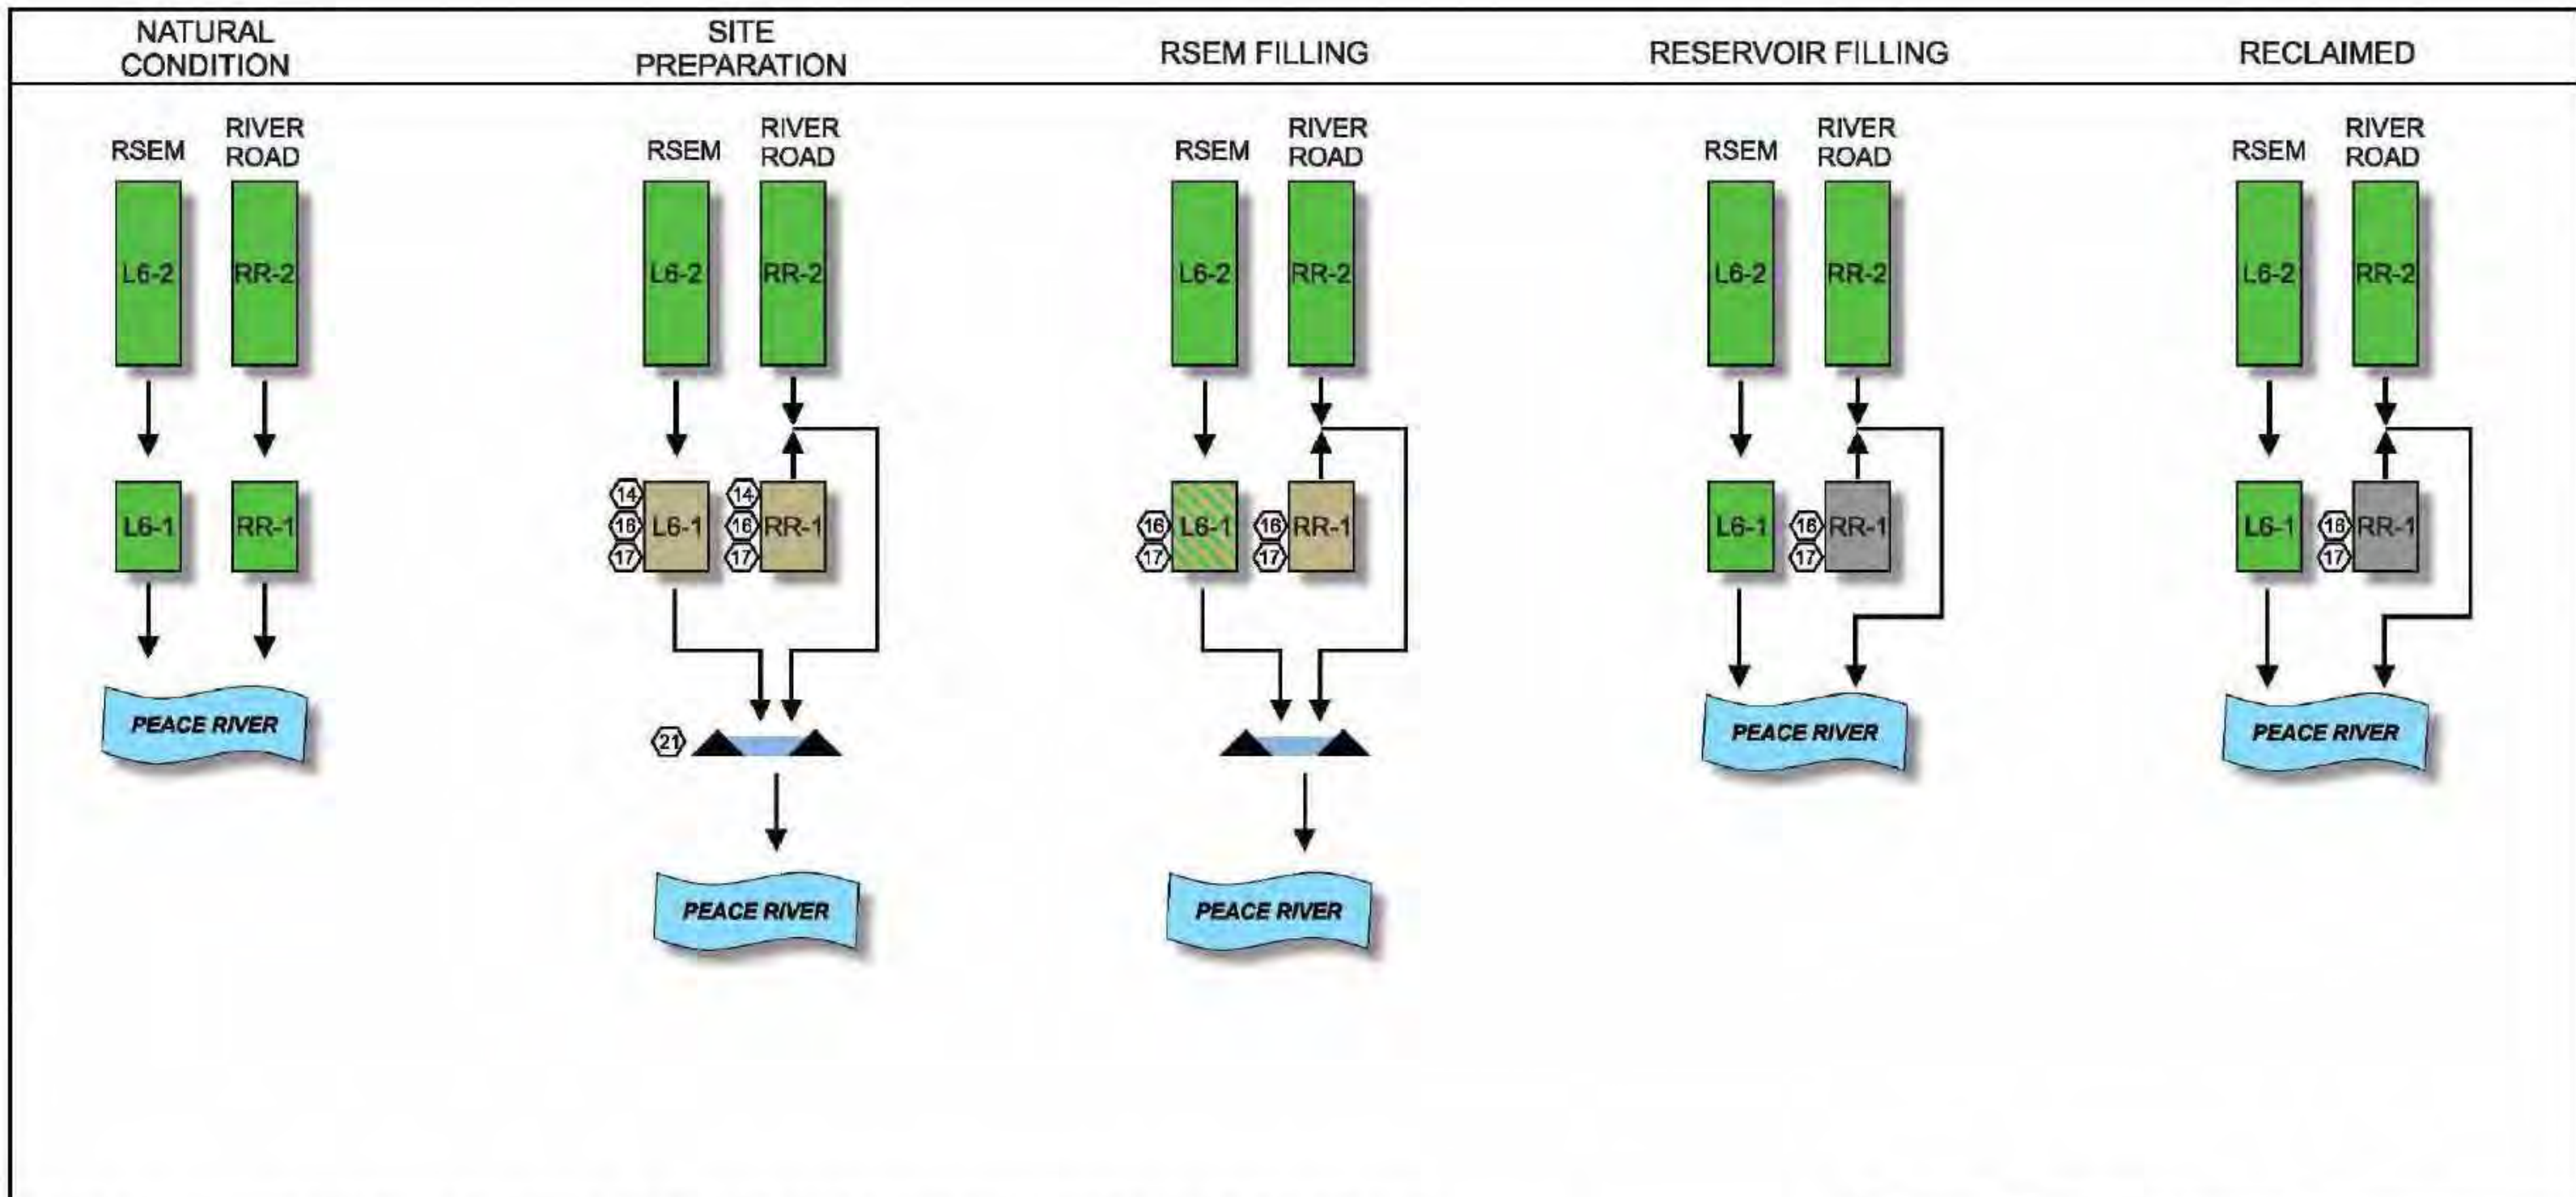 NATURAL
CONDITION
SITE
PREPARATION
RSEM FILLING
RESERVOIR FILLING
RECLAIMED
RSEM
RIVER
ROAD
L6-2
RR-2
L6-1
RR-1
PEACE RIVER
RSEM
RIVER
ROAD
L6-2
RR-2
14
16
17
L6-1
14
16
17
RR-1
21
PEACE RIVER
RSEM
RIVER
ROAD
L6-2
RR-2
16
17
L6-1
16
17
RR-1
PEACE RIVER
RSEM
RIVER
ROAD
L6-2
RR-2
L6-1
16
17
RR-1
PEACE RIVER
RSEM
RIVER
ROAD
L6-2
RR-2
L6-1
16
17
RR-1
PEACE RIVER